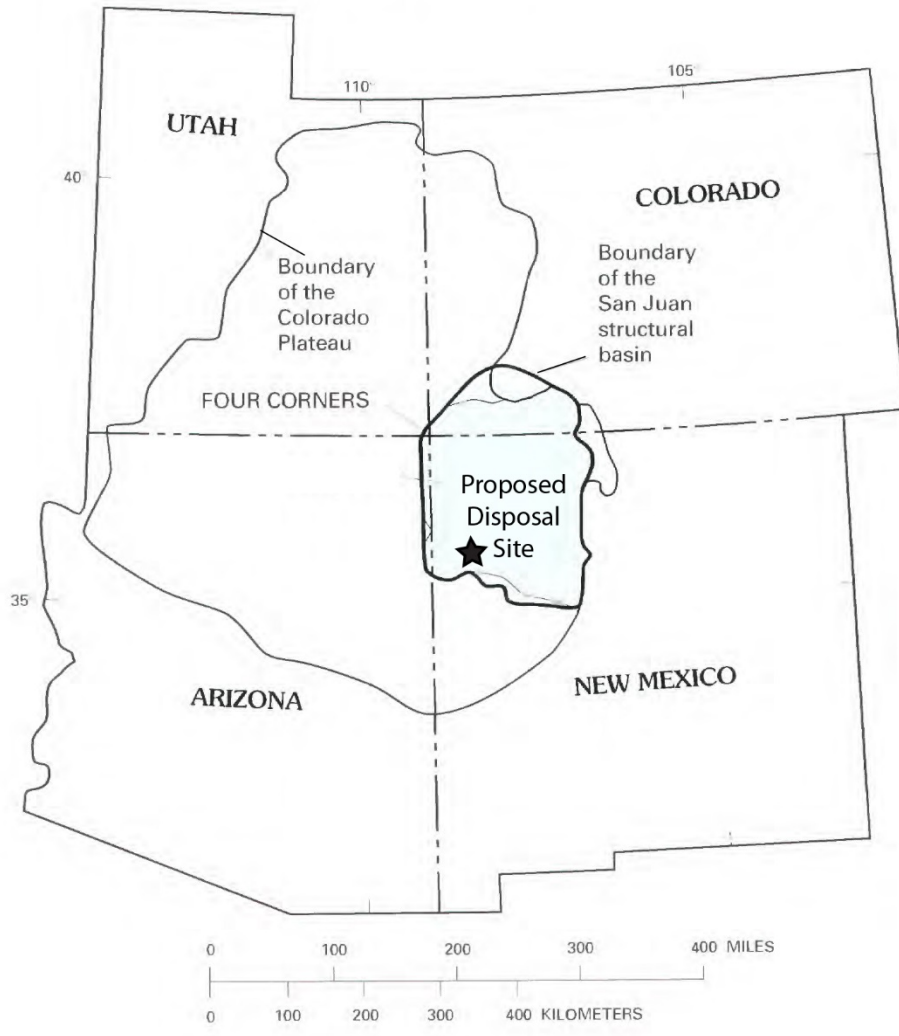 110°
105°
UTAH
40°
COLORADO
Boundary
of the
Colorado
Plateau
Boundary
of the
San Juan
structural
basin
FOUR CORNERS
Proposed
Disposal
Site
35
ARIZONA
NEW MEXICO
0 100 200 300 400 MILES
0 100 200 300 400 KILOMETERS